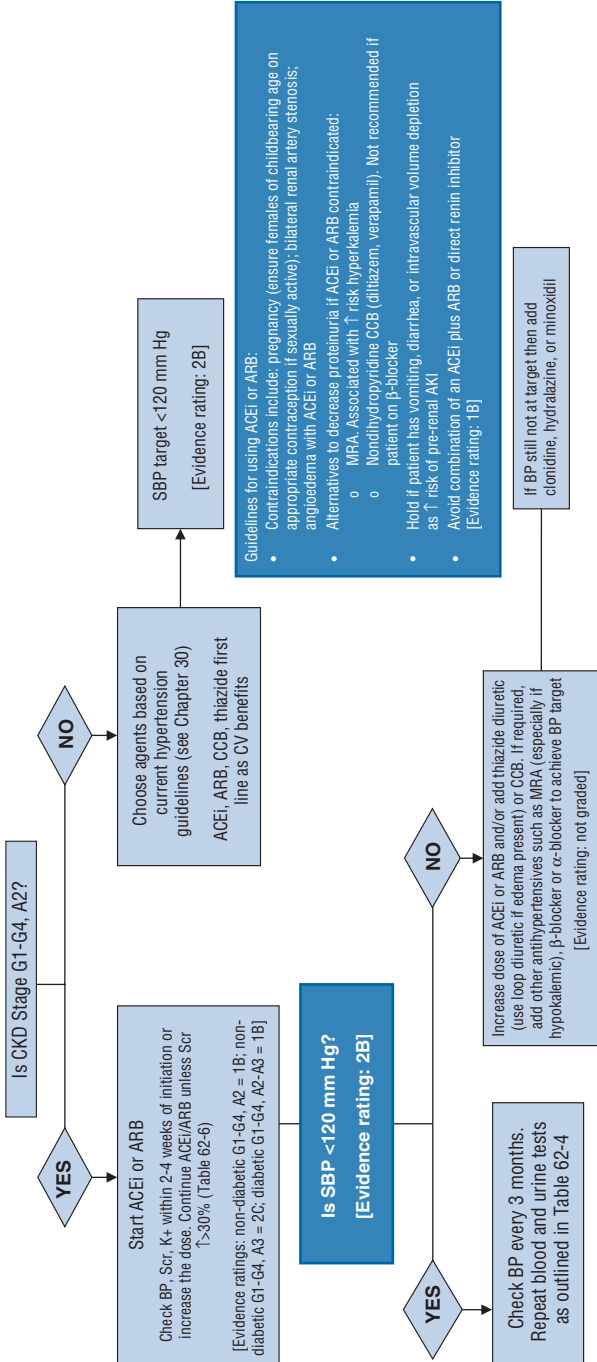 Is CKD Stage G1-G4, A2?
YES
NO
Start ACEi or ARB
Check BP, Scr, K+ within 2-4 weeks of initiation or
increase the dose. Continue ACEi/ARB unless Scr
↑>30% (Table 62-6)
[Evidence ratings: non-diabetic G1-G4, A2 = 1B; non-
diabetic G1-G4, A3 = 2C; diabetic G1-G4, A2-A3 = 1B]
Choose agents based on
current hypertension
guidelines (see Chapter 30)
ACEi, ARB, CCB, thiazide first
line as CV benefits
SBP target <120 mm Hg
[Evidence rating: 2B]
Is SBP <120 mm Hg?
[Evidence rating: 2B]
Guidelines for using ACEi or ARB:
• Contraindications include: pregnancy (ensure females of childbearing age on
appropriate contraception if sexually active); bilateral renal artery stenosis;
angioedema with ACEi or ARB
• Alternatives to decrease proteinuria if ACEi or ARB contraindicated:
o MRA. Associated with ↑ risk hyperkalemia
o Nondihydropyridine CCB (diltiazem, verapamil). Not recommended if
patient on β-blocker
• Hold if patient has vomiting, diarrhea, or intravascular volume depletion
as ↑ risk of pre-renal AKI
• Avoid combination of an ACEi plus ARB or direct renin inhibitor
[Evidence rating: 1B]
YES
NO
Check BP every 3 months.
Repeat blood and urine tests
as outlined in Table 62-4
Increase dose of ACEi or ARB and/or add thiazide diuretic
(use loop diuretic if edema present) or CCB. If required,
add other antihypertensives such as MRA (especially if
hypokalemic), β-blocker or α-blocker to achieve BP target
[Evidence rating: not graded]
If BP still not at target then add
clonidine, hydralazine, or minoxidil